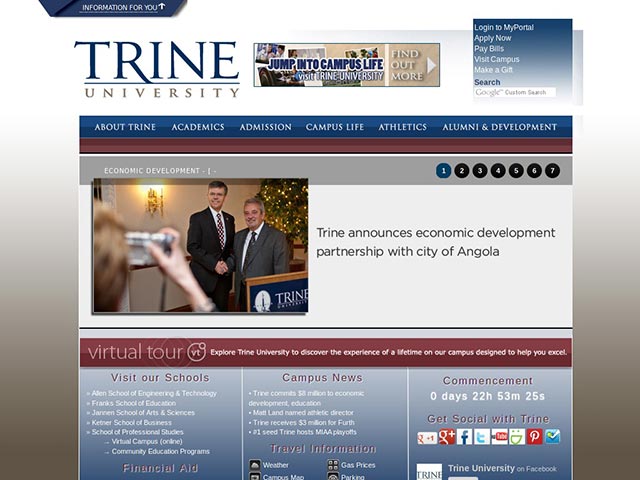 INFORMATION FOR YOU
TRINE
UNIVERSITY
JUMP INTO CAMPUS LIFE
visit TRINE UNIVERSITY
FIND
OUT
MORE
Login to MyPortal
Apply Now
Pay Bills
Visit Campus
Make a Gift
Search
Google Custom Search
ABOUT TRINE ACADEMICS ADMISSION CAMPUS LIFE ATHLETICS ALUMNI & DEVELOPMENT
ECONOMIC DEVELOPMENT - [ -
1 2 3 4 5 6 7
Trine announces economic development
partnership with city of Angola
TRINE
UNIVERSITY
virtual tour vt Explore Trine University to discover the experience of a lifetime on our campus designed to help you excel.
Visit our Schools
» Allen School of Engineering & Technology
» Franks School of Education
» Jannen School of Arts & Sciences
» Ketner School of Business
» School of Professional Studies
→ Virtual Campus (online)
→ Community Education Programs
Financial Aid
Campus News
• Trine commits $8 million to economic
development, education
• Matt Land named athletic director
• Trine receives $3 million for Furth
• #1 seed Trine hosts MIAA playoffs
Travel Information
Weather Gas Prices
Campus Map Parking
Commencement
0 days 22h 53m 25s
Get Social with Trine
Trine University on Facebook
TRINE